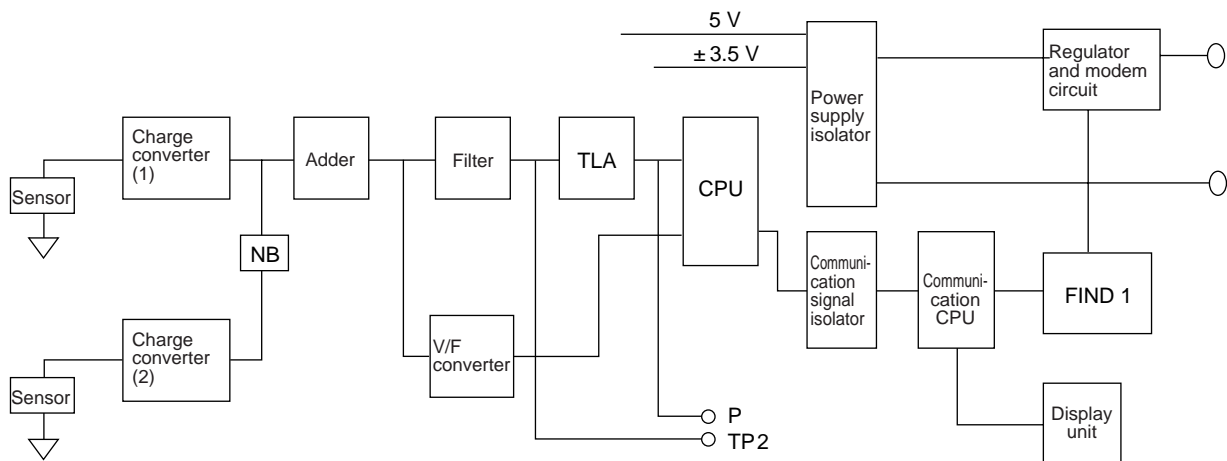 5 V
± 3.5 V
Regulator
and modem
circuit
Power
supply
isolator
Charge
converter
(1)
Adder
Filter
TLA
CPU
Sensor
NB
Communi-
cation
signal
isolator
Communi-
cation
CPU
FIND 1
Charge
converter
(2)
V/F
converter
Sensor
P
TP2
Display
unit